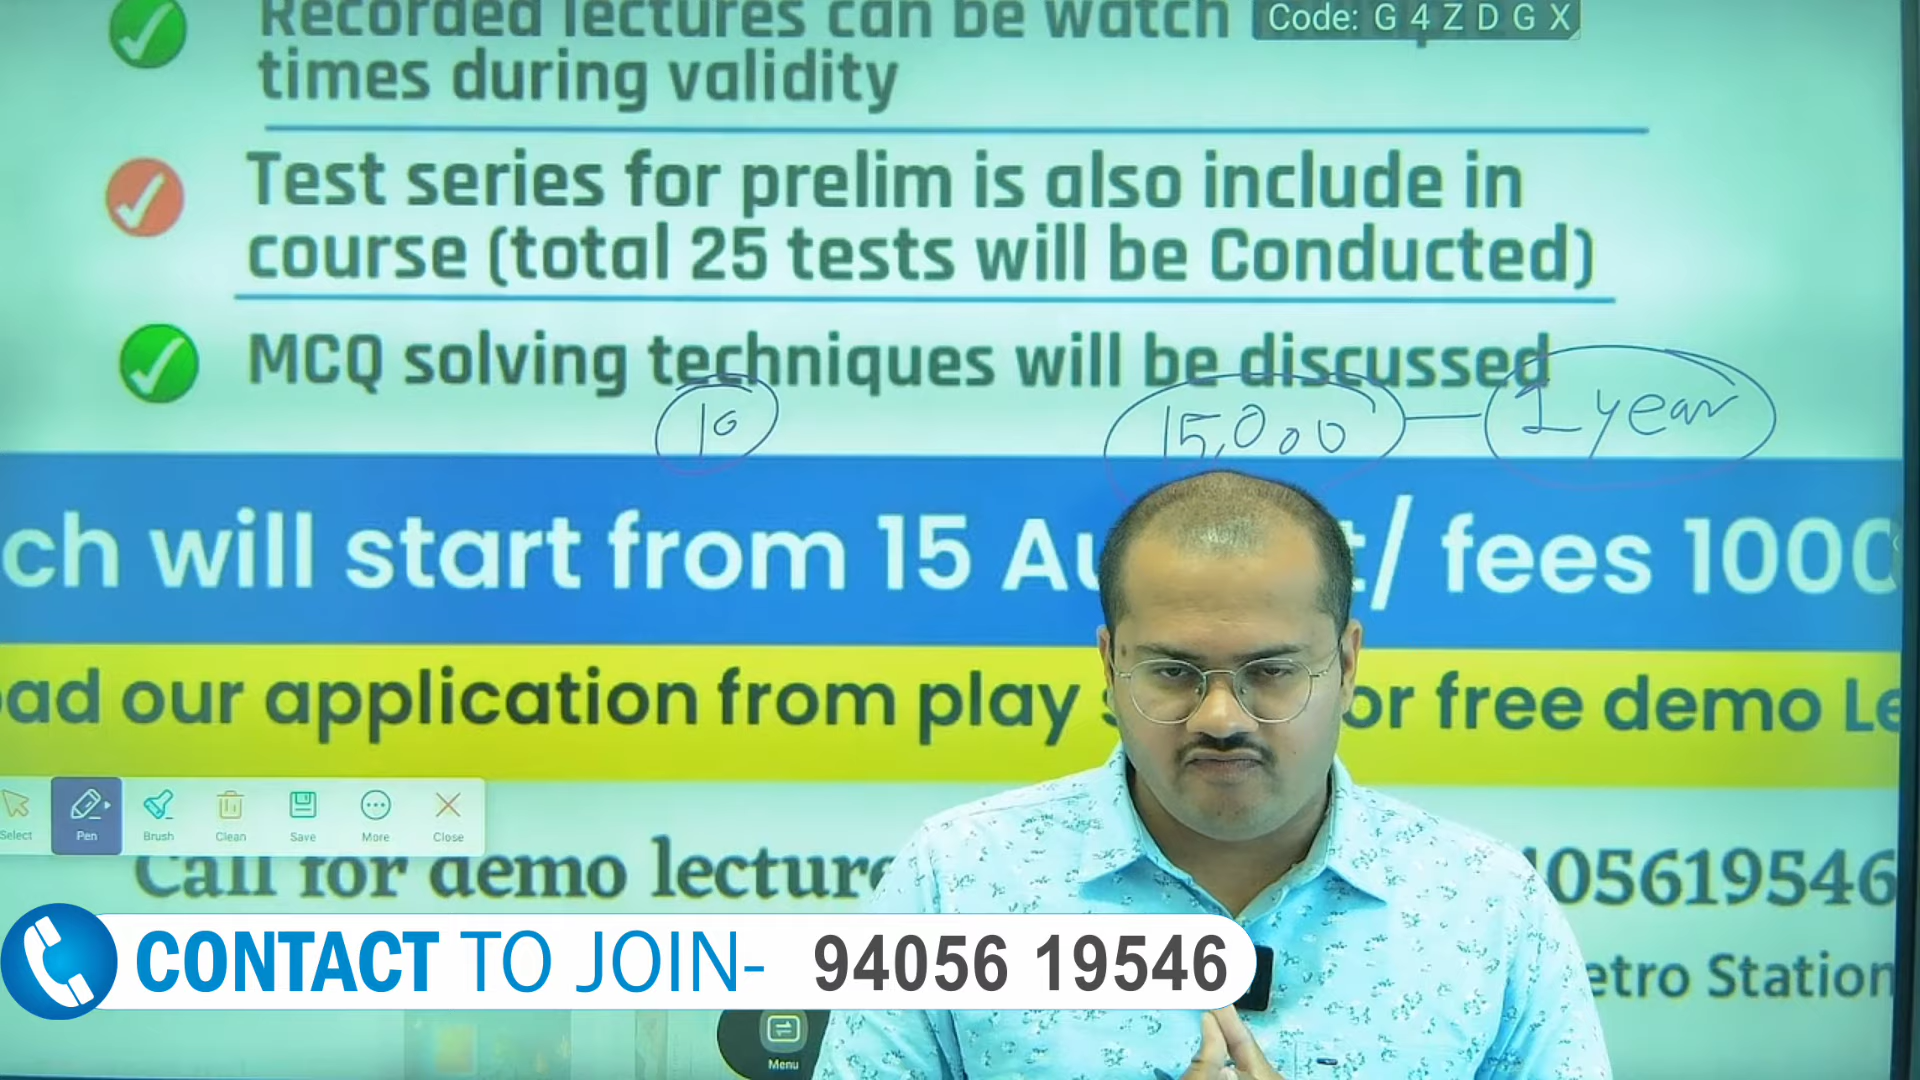 Recorded lectures can be watch
Code: G 4 Z D G X
times during validity
Test series for prelim is also include in
course (total 25 tests will be Conducted)
MCQ solving techniques will be discussed
10
15,000 — 1 year
ch will start from 15 Au t/ fees 1000
ad our application from play s or free demo Le
Select Pen Brush Clean Save More Close
Call for demo lecture 05619546
CONTACT TO JOIN- 94056 19546
etro Station
Menu